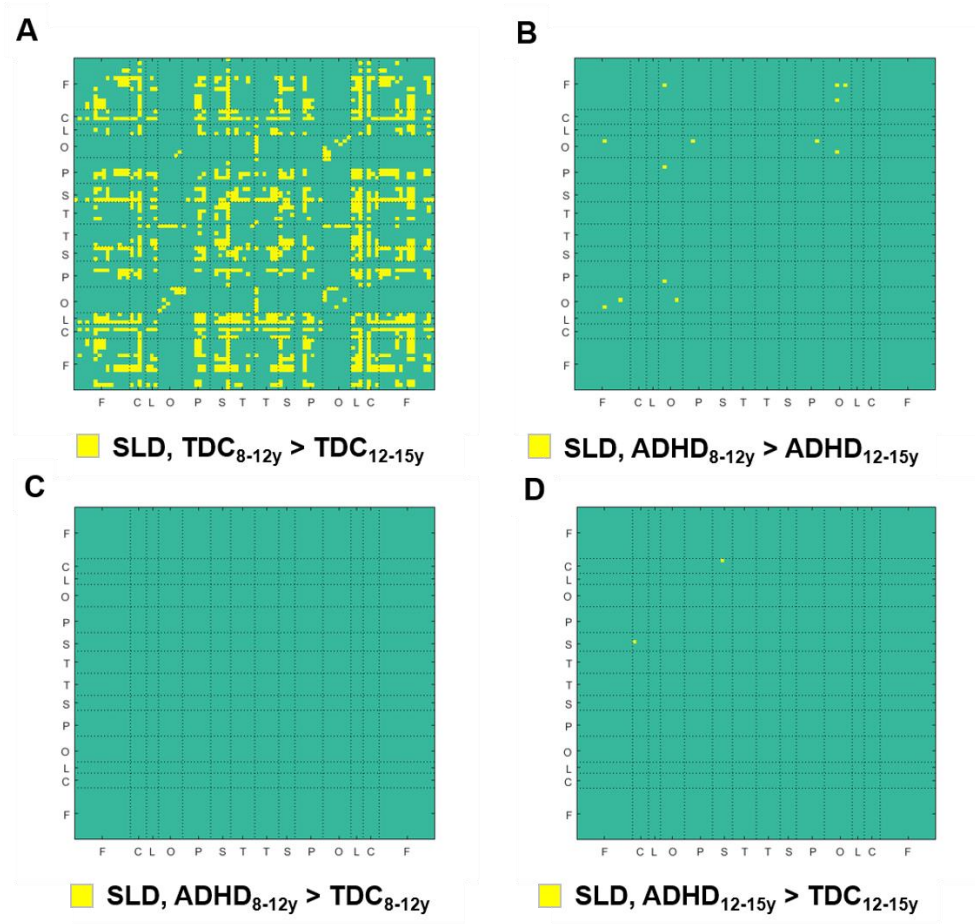 A
B
F
C
L
O
P
S
T
T
S
P
O
L
C
F
F C L O P S T T S P O L C F
SLD, TDC8-12y > TDC12-15y
F
C
L
O
P
S
T
T
S
P
O
L
C
F
F C L O P S T T S P O L C F
SLD, ADHD8-12y > ADHD12-15y
C
D
F
C
L
O
P
S
T
T
S
P
O
L
C
F
F C L O P S T T S P O L C F
SLD, ADHD8-12y > TDC8-12y
F
C
L
O
P
S
T
T
S
P
O
L
C
F
F C L O P S T T S P O L C F
SLD, ADHD12-15y > TDC12-15y